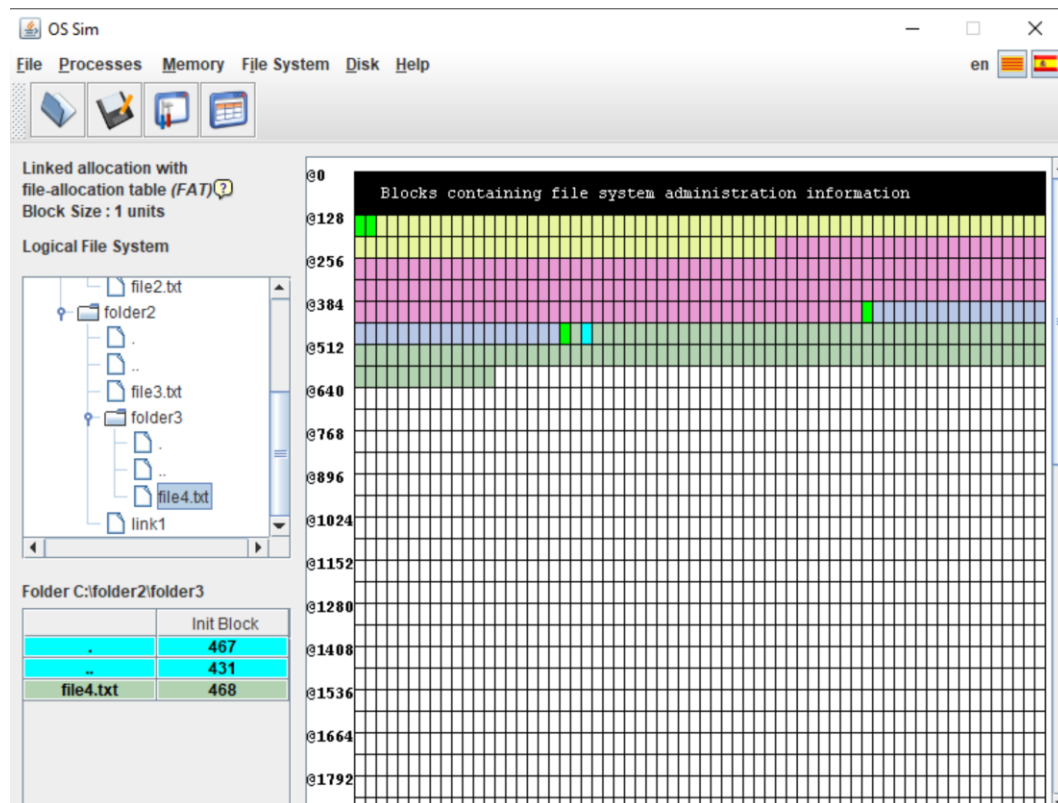 OS Sim
File Processes Memory File System Disk Help en
Linked allocation with
file-allocation table (FAT) ?
Block Size : 1 units
Logical File System
file2.txt
folder2
.
..
file3.txt
folder3
.
..
file4.txt
link1
Folder C:\folder2\folder3
Init Block
. 467
.. 431
file4.txt 468
@0
Blocks containing file system administration information
@128
@256
@384
@512
@640
@768
@896
@1024
@1152
@1280
@1408
@1536
@1664
@1792